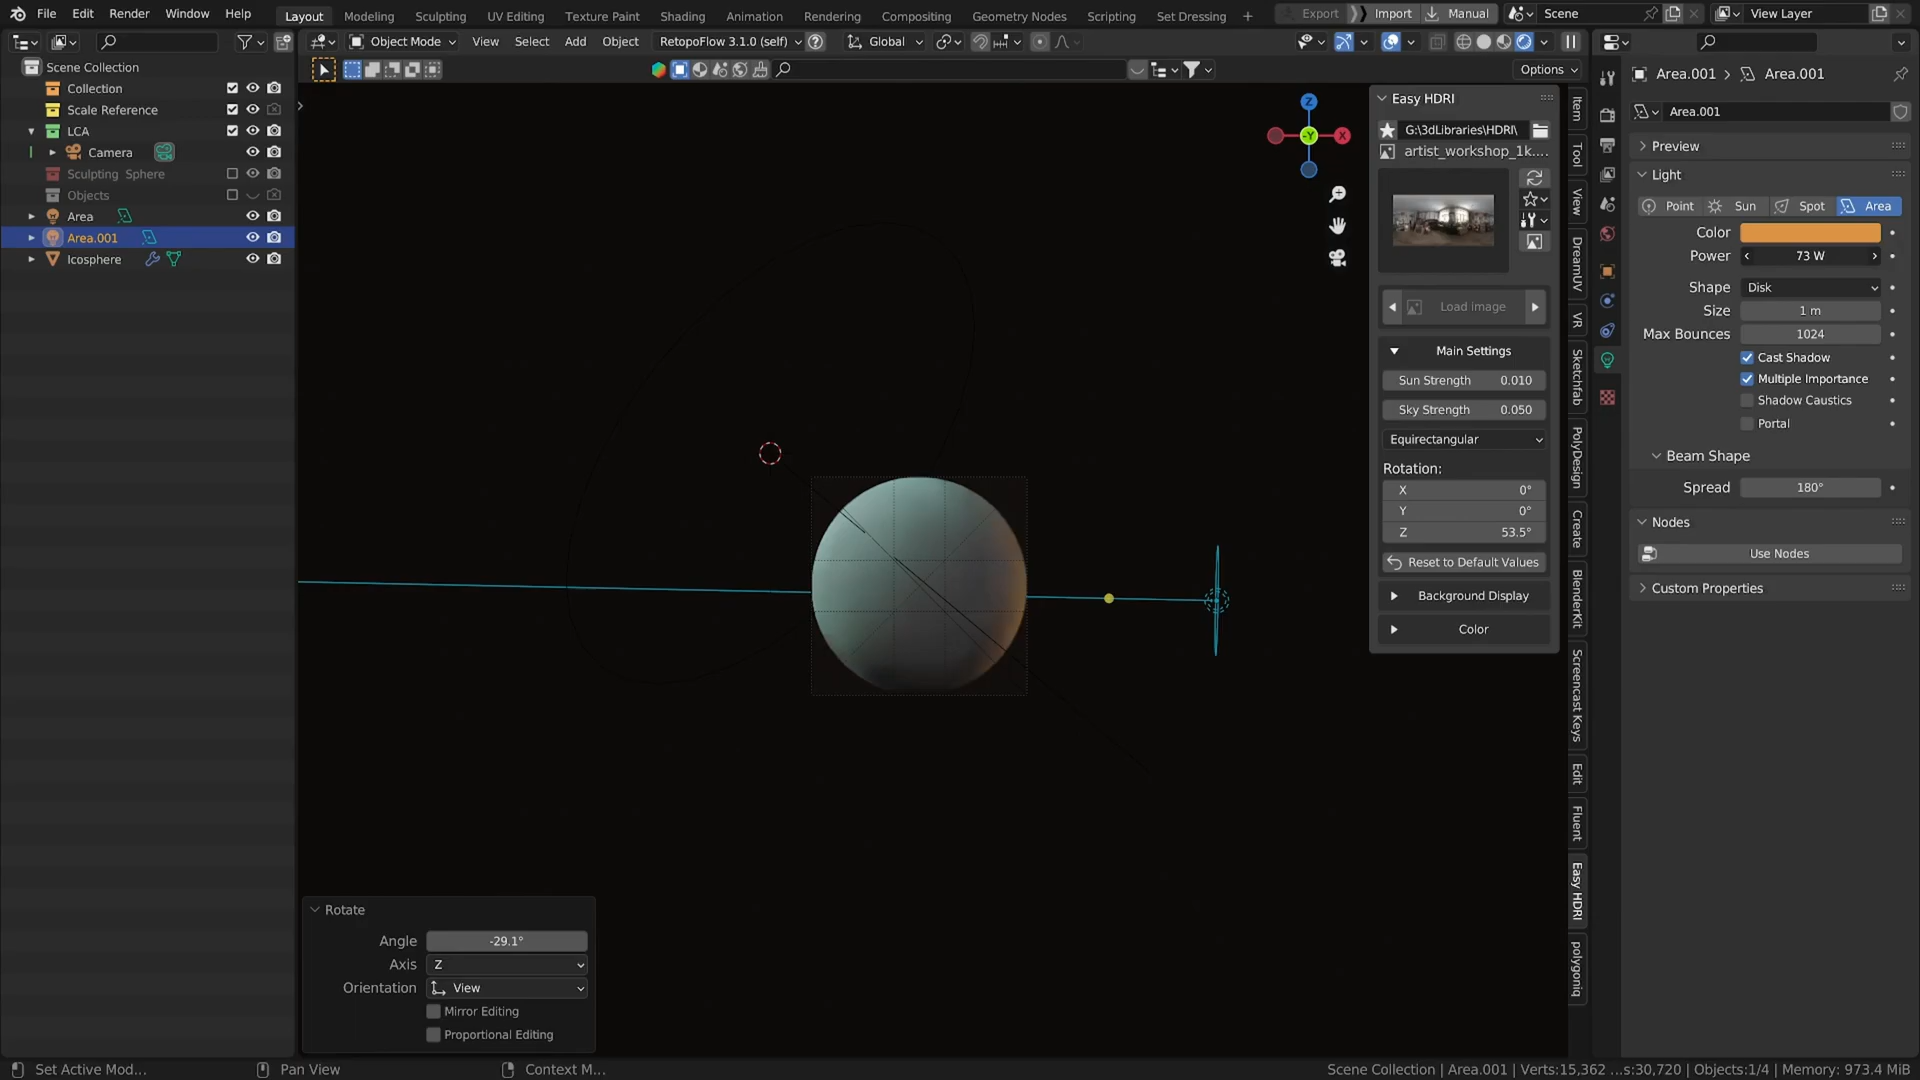 File Edit Render Window Help Layout Modeling Sculpting UV Editing Texture Paint Shading Animation Rendering Compositing Geometry Nodes Scripting Set Dressing + Export Import Manual Scene View Layer
Object Mode View Select Add Object RetopoFlow 3.1.0 (self) Global
Options
Scene Collection
Collection
Scale Reference
LCA
Camera
Sculpting Sphere
Objects
Area
Area.001
Icosphere
Z
-Y
X
Easy HDRI
G:\3dLibraries\HDRI\
artist_workshop_1k....
Load image
Main Settings
Sun Strength 0.010
Sky Strength 0.050
Equirectangular
Rotation:
X 0°
Y 0°
Z 53.5°
Reset to Default Values
Background Display
Color
Item
Tool
View
DreamUV
VR
Sketchfab
PolyDesign
Create
BlenderKit
Screencast Keys
Edit
Fluent
Easy HDRI
polygoniq
Area.001 > Area.001
Area.001
Preview
Light
Point Sun Spot Area
Color
Power 73 W
Shape Disk
Size 1 m
Max Bounces 1024
Cast Shadow
Multiple Importance
Shadow Caustics
Portal
Beam Shape
Spread 180°
Nodes
Use Nodes
Custom Properties
Rotate
Angle -29.1°
Axis Z
Orientation View
Mirror Editing
Proportional Editing
Set Active Mod... Pan View Context M... Scene Collection | Area.001 | Verts:15,362 ...s:30,720 | Objects:1/4 | Memory: 973.4 MiB